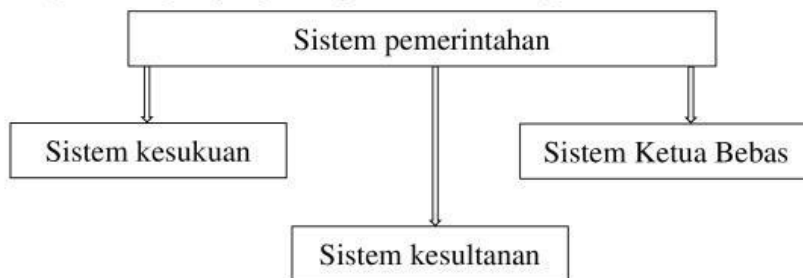 Sistem pemerintahan
Sistem kesukuan
Sistem Ketua Bebas
Sistem kesultanan